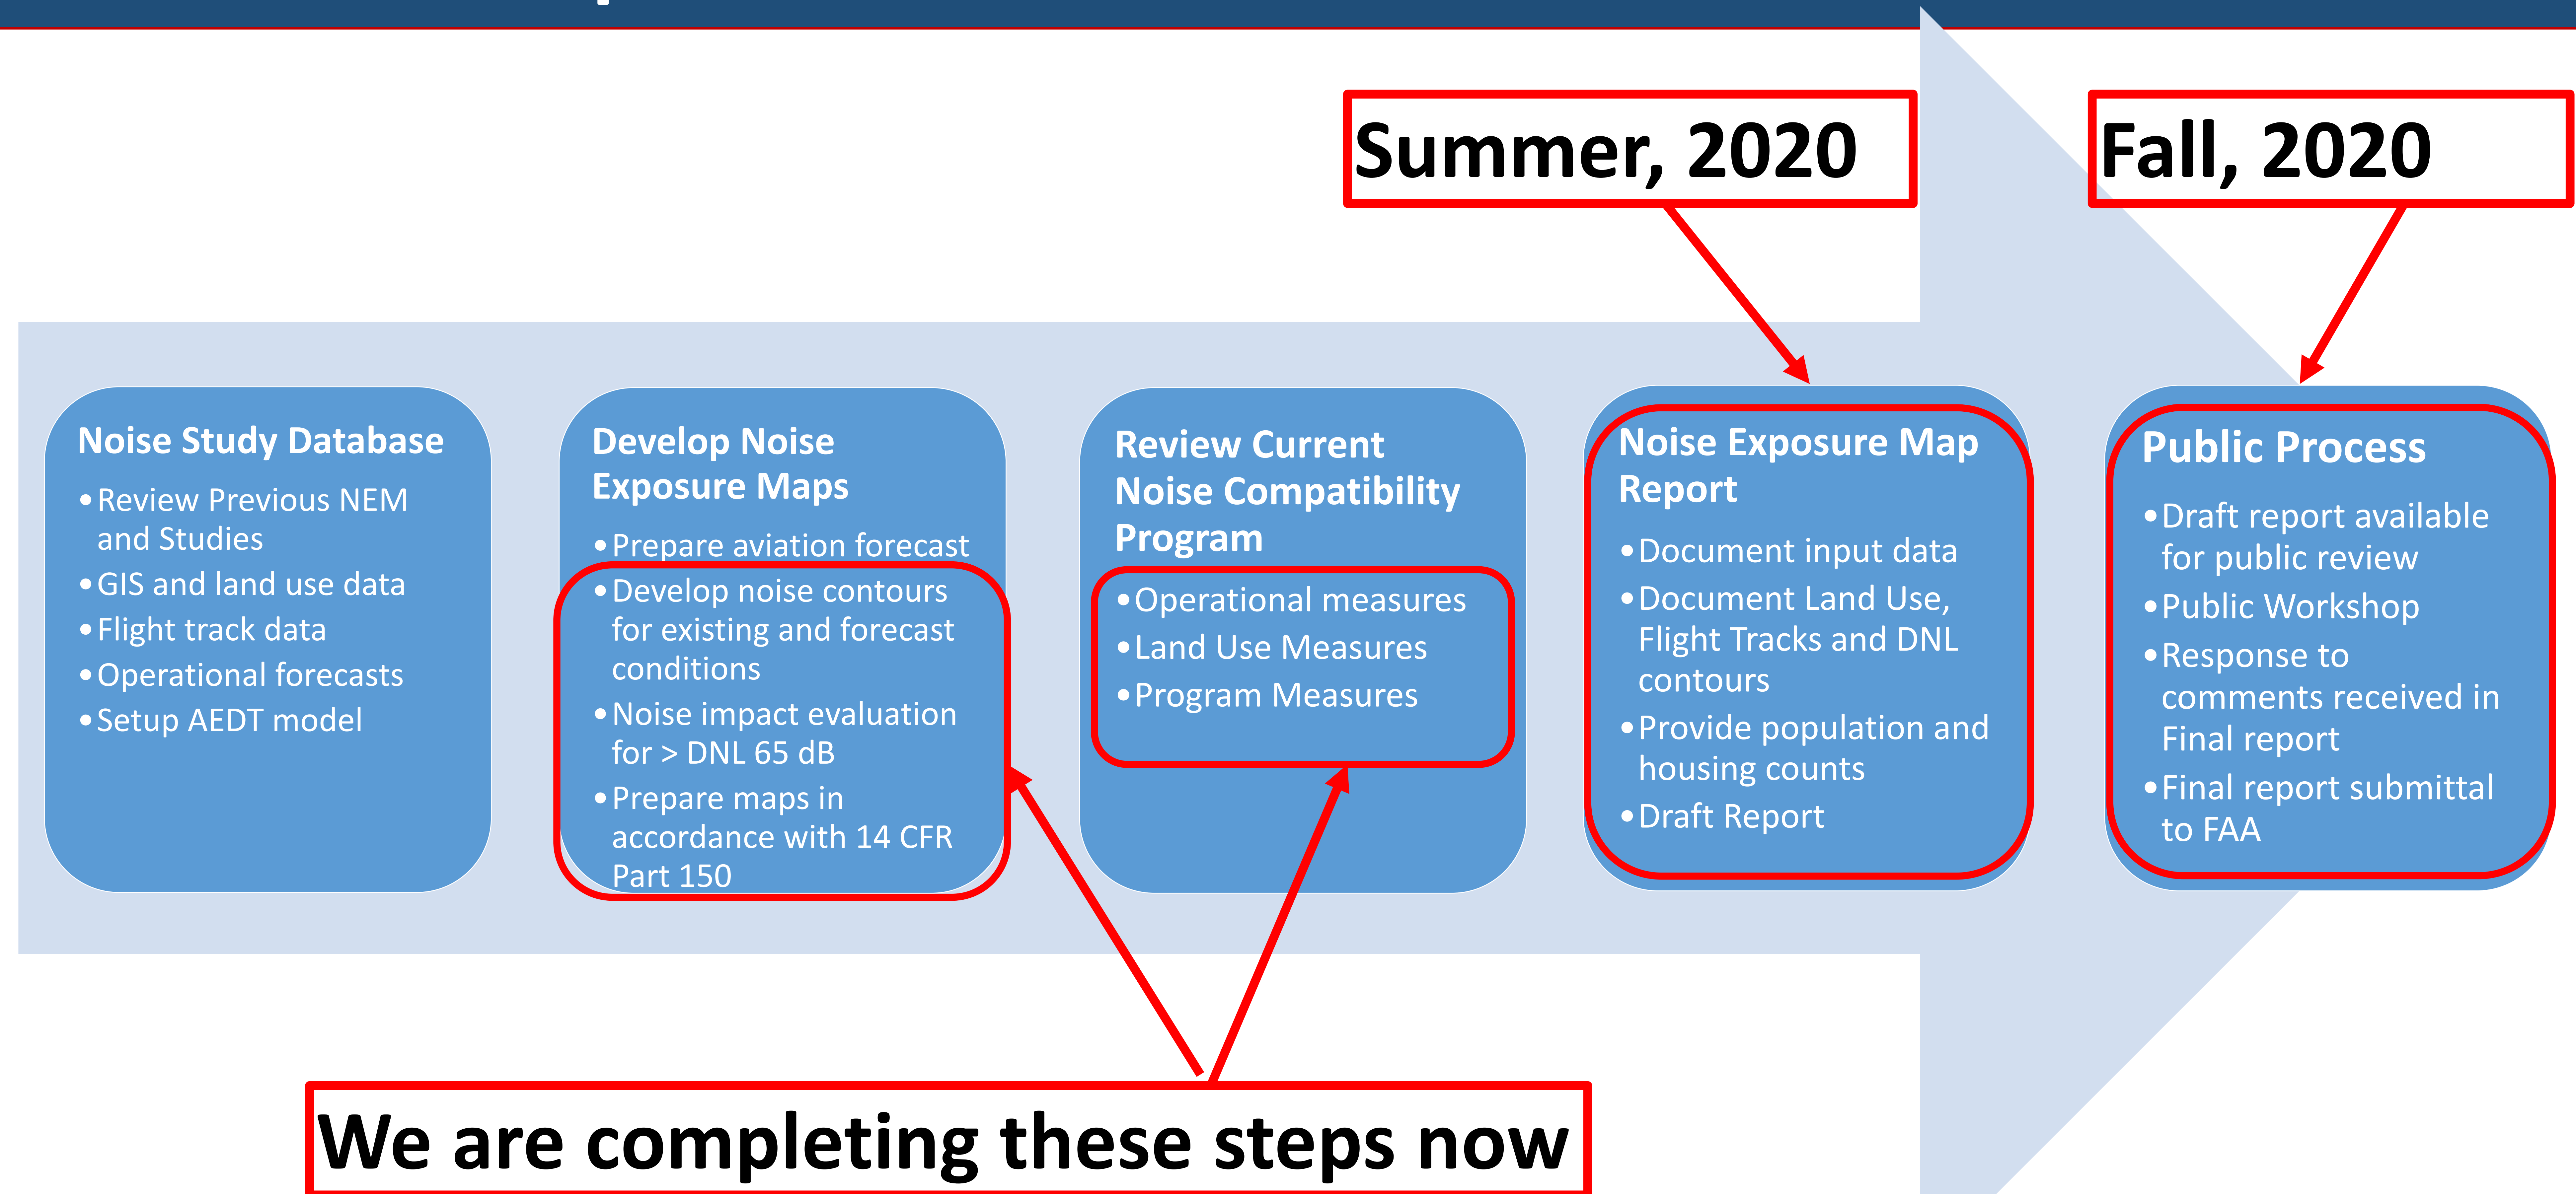 Summer, 2020
Fall, 2020
Noise Study Database
•Review Previous NEM
and Studies
•GIS and land use data
•Flight track data
•Operational forecasts
•Setup AEDT model
Develop Noise
Exposure Maps
•Prepare aviation forecast
•Develop noise contours
for existing and forecast
conditions
•Noise impact evaluation
for > DNL 65 dB
•Prepare maps in
accordance with 14 CFR
Part 150
Review Current
Noise Compatibility
Program
•Operational measures
•Land Use Measures
•Program Measures
Noise Exposure Map
Report
•Document input data
•Document Land Use,
Flight Tracks and DNL
contours
•Provide population and
housing counts
•Draft Report
Public Process
•Draft report available
for public review
•Public Workshop
•Response to
comments received in
Final report
•Final report submittal
to FAA
We are completing these steps now